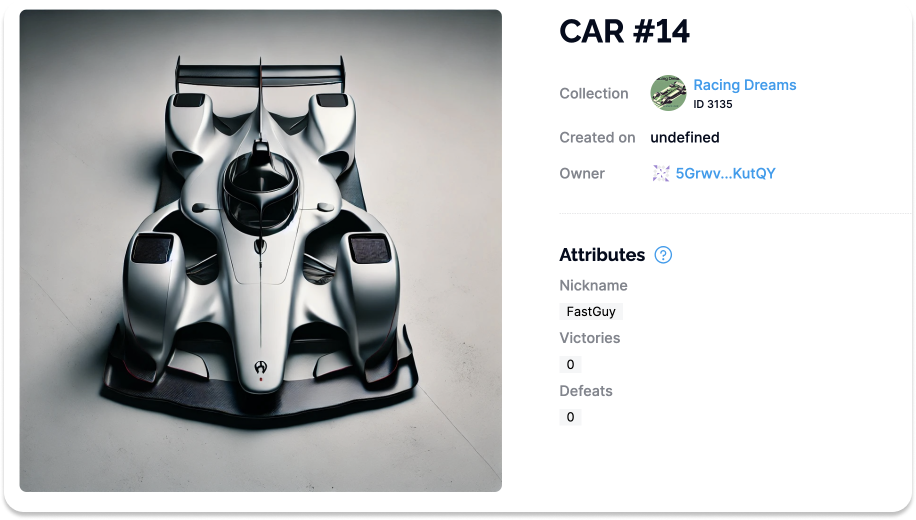 CAR #14
Collection
Racing Dreams
ID 3135
Created on undefined
Owner 5Grwv...KutQY
Attributes ?
Nickname
FastGuy
Victories
0
Defeats
0